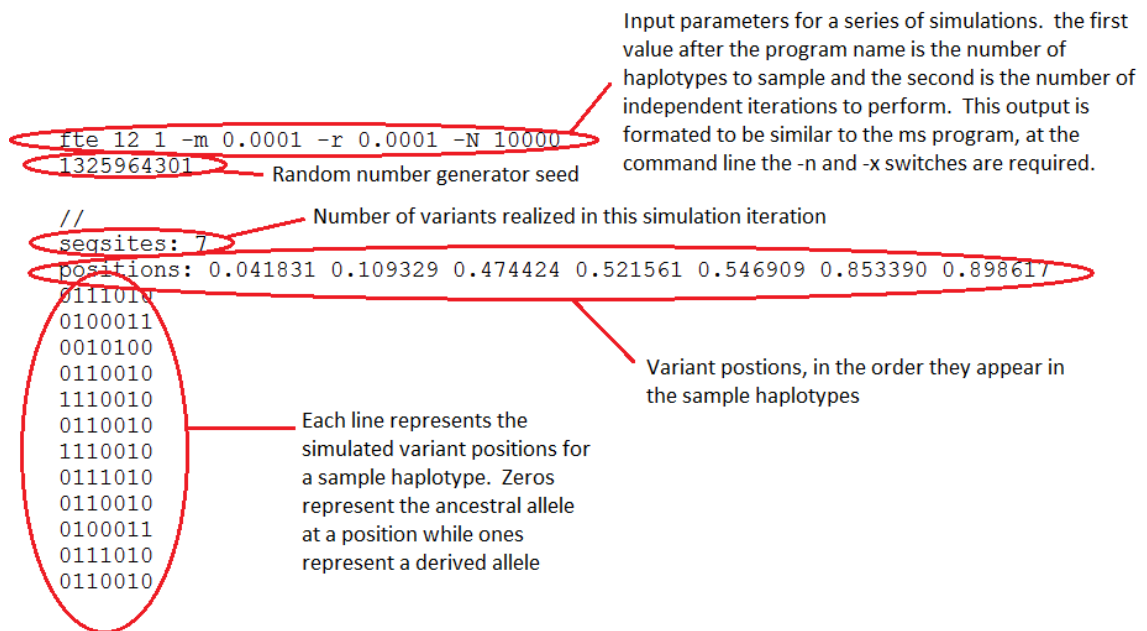 Input parameters for a series of simulations.  the first
value after the program name is the number of
haplotypes to sample and the second is the number of
independent iterations to perform.  This output is
formated to be similar to the ms program, at the
command line the -n and -x switches are required.
fte 12 1 -m 0.0001 -r 0.0001 -N 10000
1325964301
Random number generator seed
//
Number of variants realized in this simulation iteration
segsites: 7
positions: 0.041831 0.109329 0.474424 0.521561 0.546909 0.853390 0.898617
0111010
0100011
0010100
0110010
1110010
0110010
1110010
0111010
0110010
0100011
0111010
0110010
Variant postions, in the order they appear in
the sample haplotypes
Each line represents the
simulated variant positions for
a sample haplotype.  Zeros
represent the ancestral allele
at a position while ones
represent a derived allele